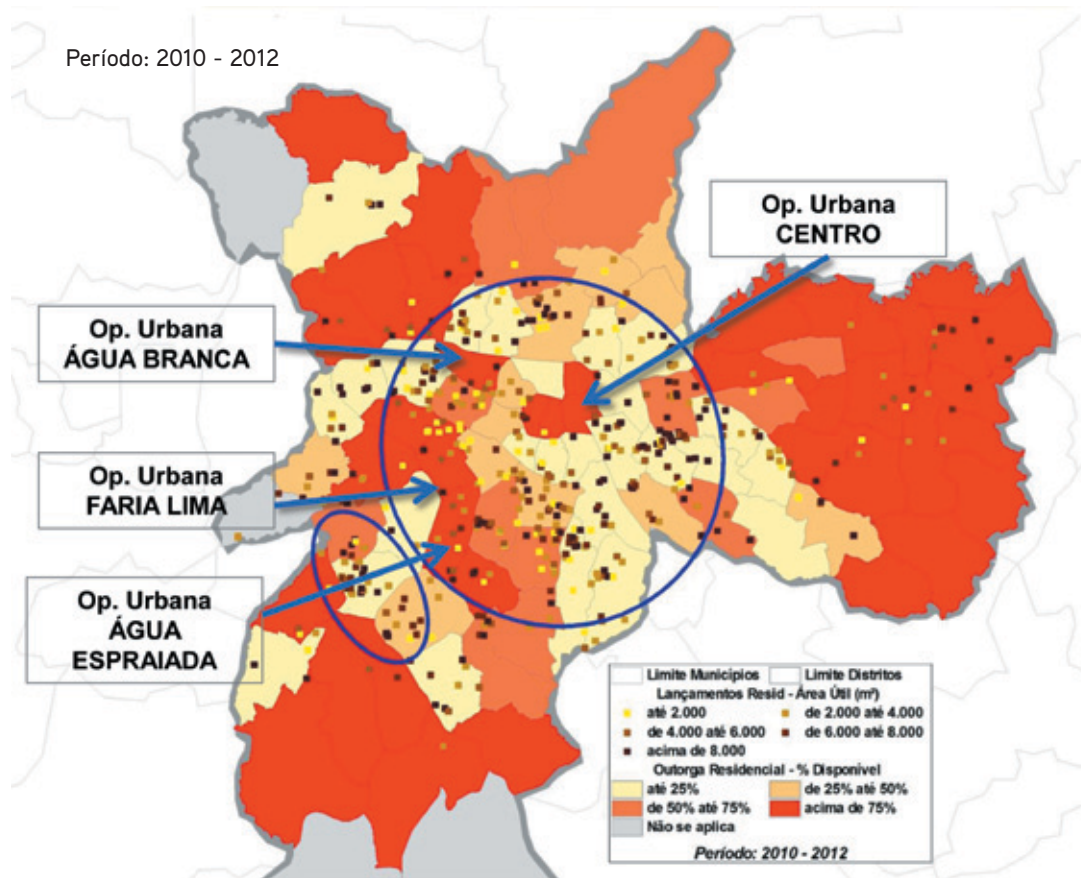 Período: 2010 - 2012
Op. Urbana
CENTRO
Op. Urbana
ÁGUA BRANCA
Op. Urbana
FARIA LIMA
Op. Urbana
ÁGUA
ESPRAIADA
Limite Municípios Limite Distritos
Lançamentos Resid - Área Útil (m²)
até 2.000 de 2.000 até 4.000
de 4.000 até 6.000 de 6.000 até 8.000
acima de 8.000
Outorga Residencial - % Disponível
até 25% de 25% até 50%
de 50% até 75% acima de 75%
Não se aplica
Período: 2010 - 2012